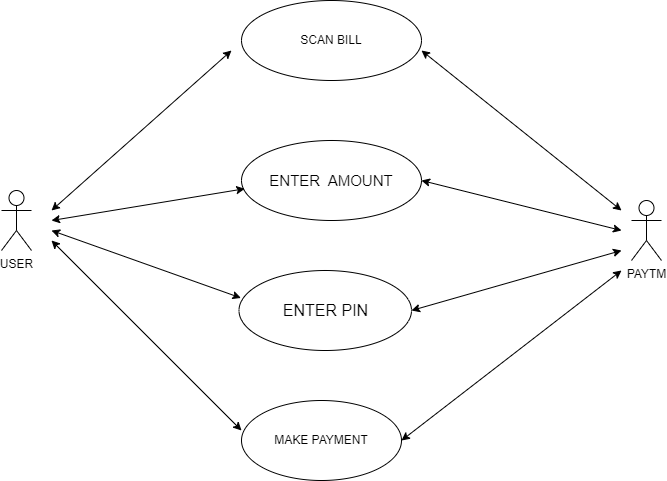 SCAN BILL
ENTER AMOUNT
USER
PAYTM
ENTER PIN
MAKE PAYMENT